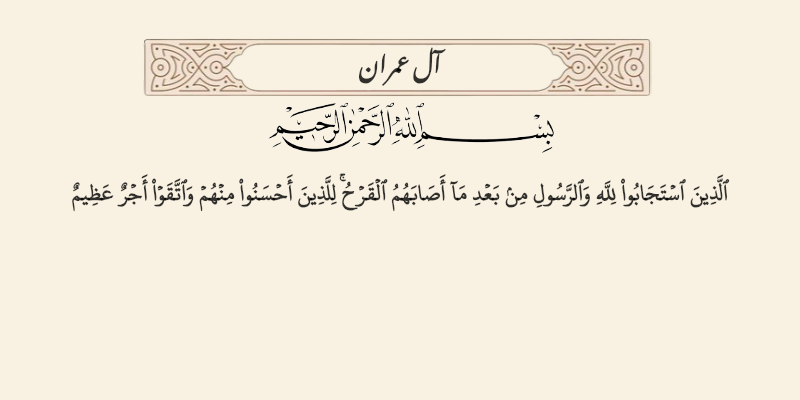 آل عمران
بِسْمِ ٱللَّهِ ٱلرَّحْمَٰنِ ٱلرَّحِيمِ
ٱلَّذِينَ ٱسْتَجَابُوا۟ لِلَّهِ وَٱلرَّسُولِ مِنۢ بَعْدِ مَآ أَصَابَهُمُ ٱلْقَرْحُ ۚ لِلَّذِينَ أَحْسَنُوا۟ مِنْهُمْ وَٱتَّقَوْا۟ أَجْرٌ عَظِيمٌ